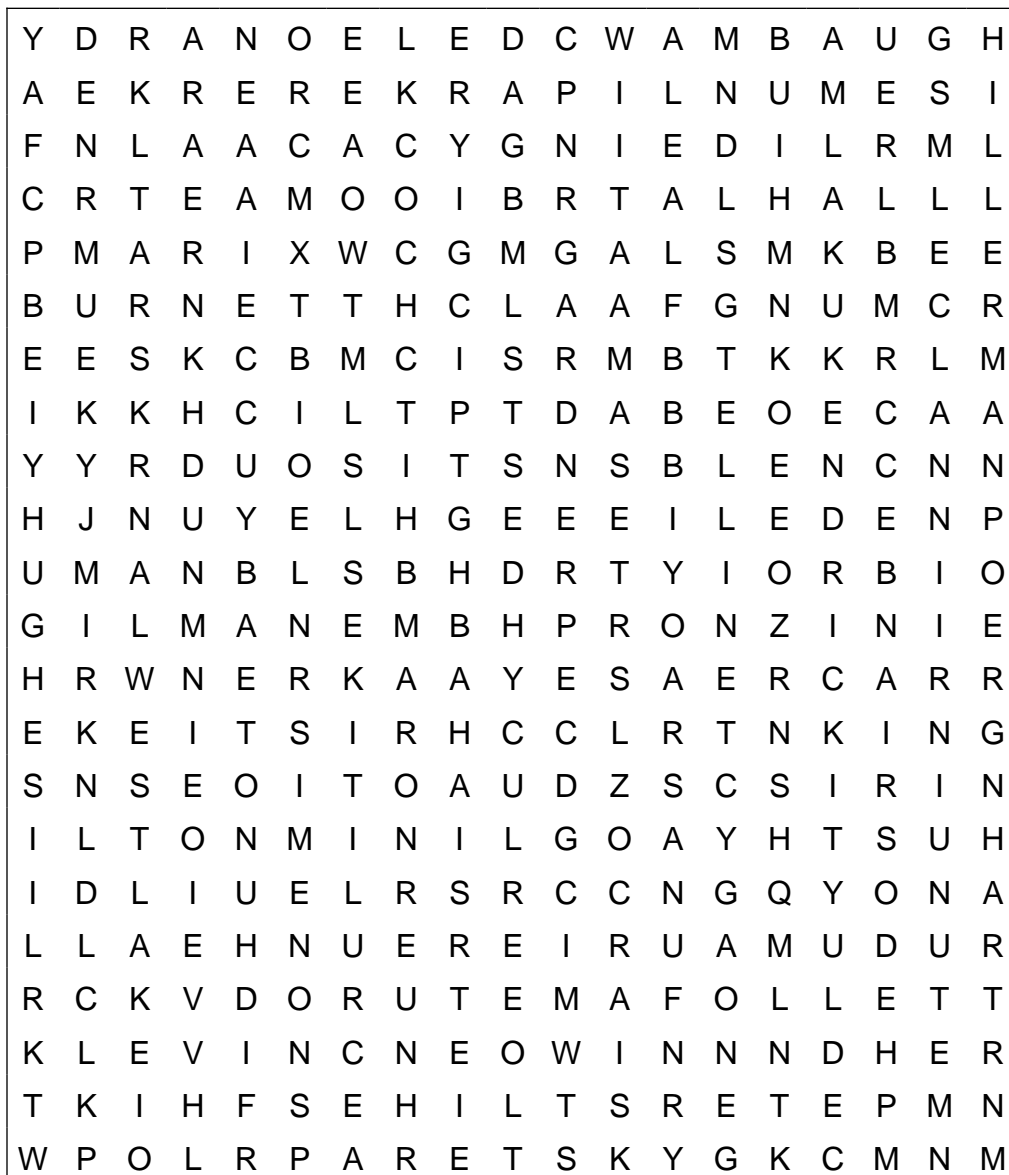 Y D R A N O E L E D C W A M B A U G H
A E K R E R E K R A P I L N U M E S I
F N L A A C A C Y G N I E D I L R M L
C R T E A M O O I B R T A L H A L L L
P M A R I X W C G M G A L S M K B E E
B U R N E T T H C L A A F G N U M C R
E E S K C B M C I S R M B T K K R L M
I K K H C I L T P T D A B E O E C A A
Y Y R D U O S I T S N S B L E N C N N
H J N U Y E L H G E E E I L E D E N P
U M A N B L S B H D R T Y I O R B I O
G I L M A N E M B H P R O N Z I N I E
H R W N E R K A A Y E S A E R C A R R
E K E I T S I R H C C L R T N K I N G
S N S E O I T O A U D Z S C S I R I N
I L T O N M I N I L G O A Y H T S U H
I D L I U E L R S R C C N G Q Y O N A
L L A E H N U E R E I R U A M U D U R
R C K V D O R U T E M A F O L L E T T
K L E V I N C N E O W I N N N D H E R
T K I H F S E H I L T S R E T E P M N
W P O L R P A R E T S K Y G K C M N M